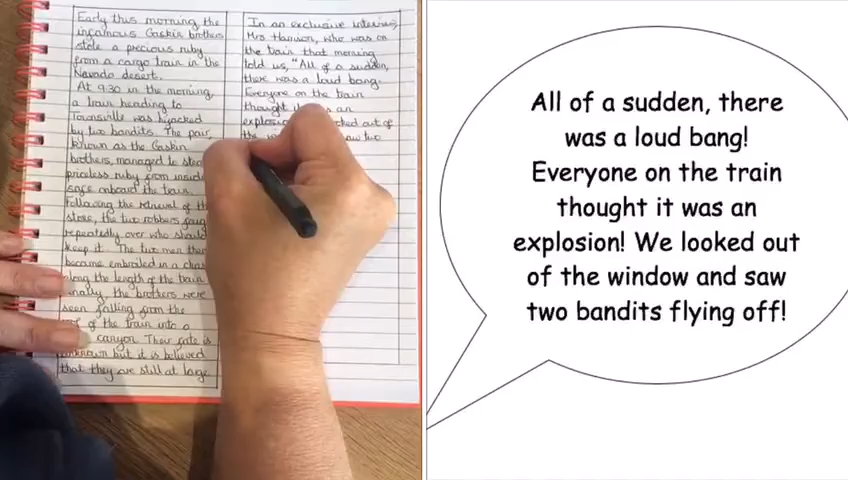 Early this morning the
infamous Gaskin brothers
stole a precious ruby
from a cargo train in the
Navado desert.
At 9:30 in the morning,
a train heading to
Townsville was hijacked
by two bandits. The pair,
known as the Gaskin
brothers, managed to steal
priceless ruby from inside
safe onboard the train.
Following the retrieval of the
stone, the two robbers
repeatedly over who should
keep it. The two men then
became embroiled in a
along the length of the train
the brothers were
seen falling from the
of the train into a
canyon. Their fate is
unknown but it is believed
that they are still at large
In an exclusive interview,
Mrs Harrison, who was on
the train that morning
told us, "All of a sudden,
there was a loud bang.
Everyone on the train
thought it an
out of
the two
All of a sudden, there
was a loud bang!
Everyone on the train
thought it was an
explosion! We looked out
of the window and saw
two bandits flying off!